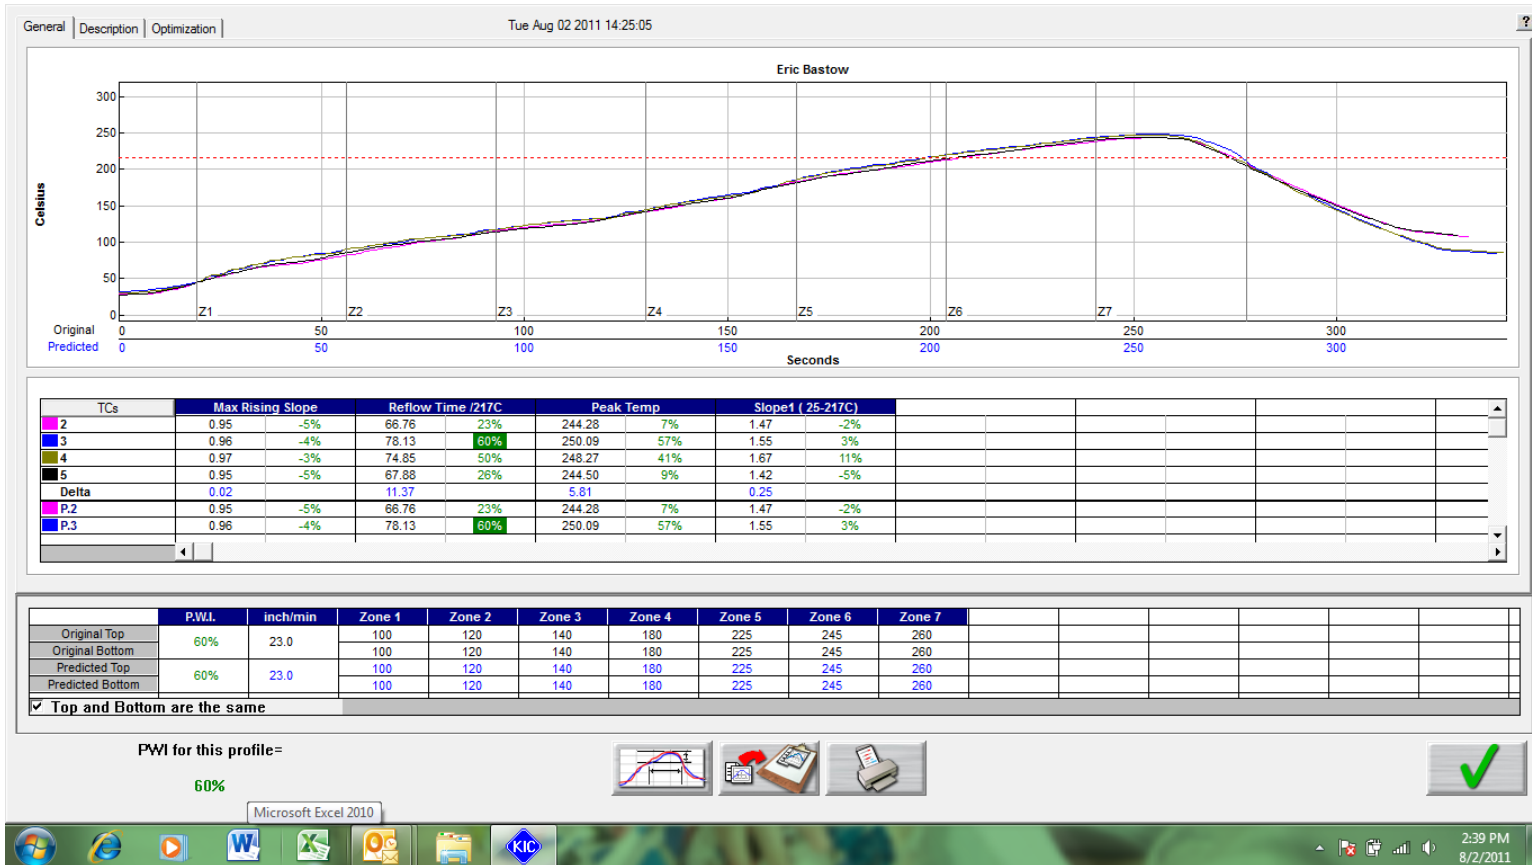 General Description Optimization Tue Aug 02 2011 14:25:05 ?
Eric Bastow
300
250
200
150
100
50
0
Celsius
Z1 Z2 Z3 Z4 Z5 Z6 Z7
Original 0 50 100 150 200 250 300
Predicted 0 50 100 150 200 250 300
Seconds
TCs Max Rising Slope Reflow Time /217C Peak Temp Slope1 ( 25-217C)
2 0.95 -5% 66.76 23% 244.28 7% 1.47 -2%
3 0.96 -4% 78.13 60% 250.09 57% 1.55 3%
4 0.97 -3% 74.85 50% 248.27 41% 1.67 11%
5 0.95 -5% 67.88 26% 244.50 9% 1.42 -5%
Delta 0.02 11.37 5.81 0.25
P.2 0.95 -5% 66.76 23% 244.28 7% 1.47 -2%
P.3 0.96 -4% 78.13 60% 250.09 57% 1.55 3%
P.W.I. inch/min Zone 1 Zone 2 Zone 3 Zone 4 Zone 5 Zone 6 Zone 7
Original Top 60% 23.0 100 120 140 180 225 245 260
Original Bottom 100 120 140 180 225 245 260
Predicted Top 60% 23.0 100 120 140 180 225 245 260
Predicted Bottom 100 120 140 180 225 245 260
Top and Bottom are the same
PWI for this profile=
60%
Microsoft Excel 2010
KIC
2:39 PM
8/2/2011